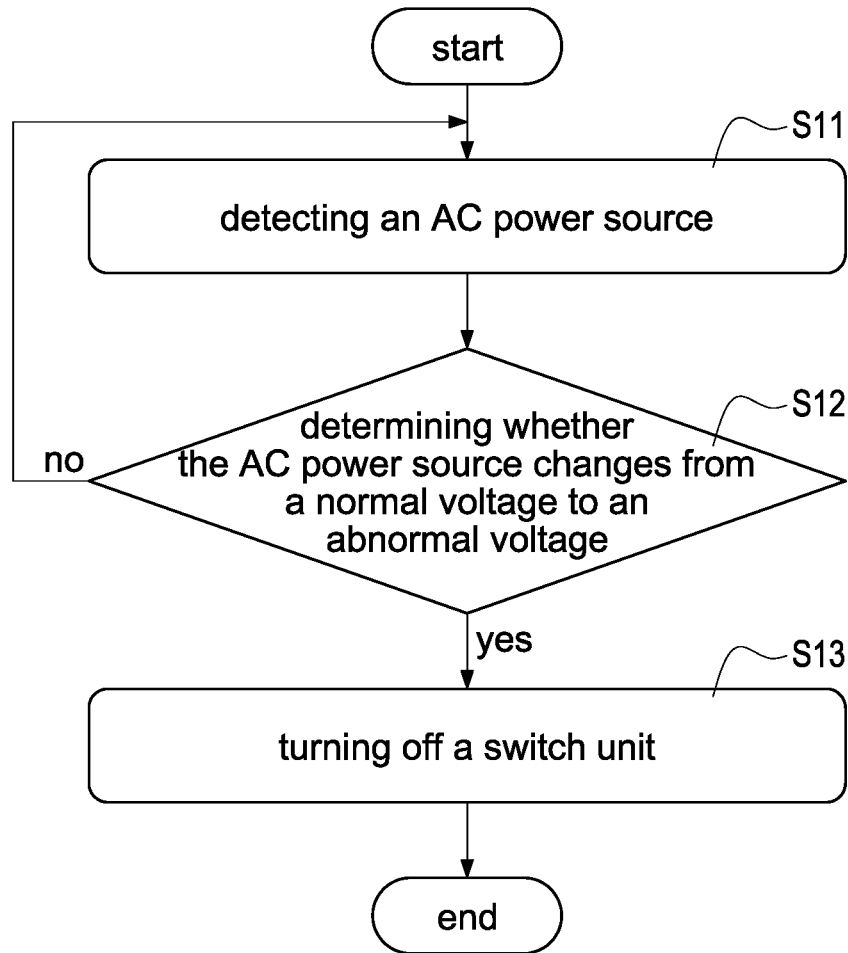 start
S11
detecting an AC power source
S12
determining whether
the AC power source changes from
a normal voltage to an
abnormal voltage
no
yes
S13
turning off a switch unit
end